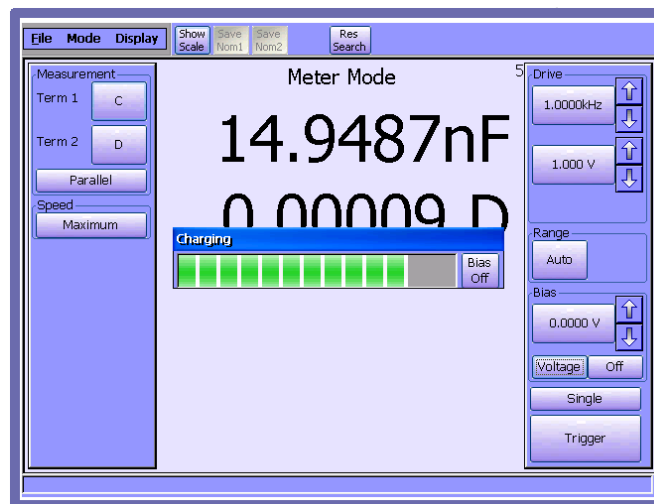 File Mode Display
Show Scale
Save Nom1
Save Nom2
Res Search
Measurement
Term 1 C
Term 2 D
Parallel
Speed
Maximum
Meter Mode
5
14.9487nF
0.00009 D
Charging
Bias Off
Drive
1.0000kHz
1.000 V
Range
Auto
Bias
0.0000 V
Voltage Off
Single
Trigger